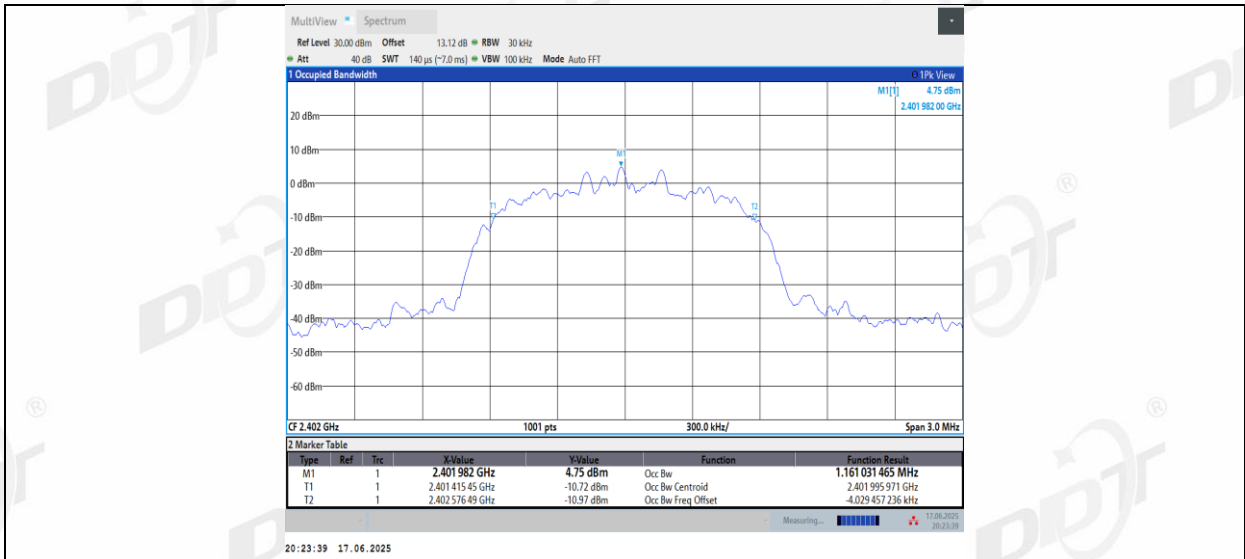 MultiView Spectrum
Ref Level 30.00 dBm Offset 13.12 dB RBW 30 kHz
Att 40 dB SWT 140 µs (~7.0 ms) VBW 100 kHz Mode Auto FFT
1 Occupied Bandwidth 1Pk View
M1[1] 4.75 dBm
2.401 982 00 GHz
20 dBm
10 dBm
M1
0 dBm
T1
T2
-10 dBm
-20 dBm
-30 dBm
-40 dBm
-50 dBm
-60 dBm
CF 2.402 GHz 1001 pts 300.0 kHz/ Span 3.0 MHz
2 Marker Table
Type Ref Trc X-Value Y-Value Function Function Result
M1 1 2.401 982 GHz 4.75 dBm Occ Bw 1.161 031 465 MHz
T1 1 2.401 415 45 GHz -10.72 dBm Occ Bw Centroid 2.401 995 971 GHz
T2 1 2.402 576 49 GHz -10.97 dBm Occ Bw Freq Offset -4.029 457 236 kHz
Measuring... 17.06.2025
20:23:39
20:23:39 17.06.2025
DDT®